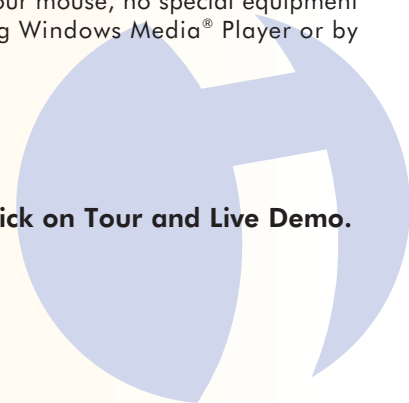 our mouse, no special equipment
g Windows Media® Player or by
ick on Tour and Live Demo.